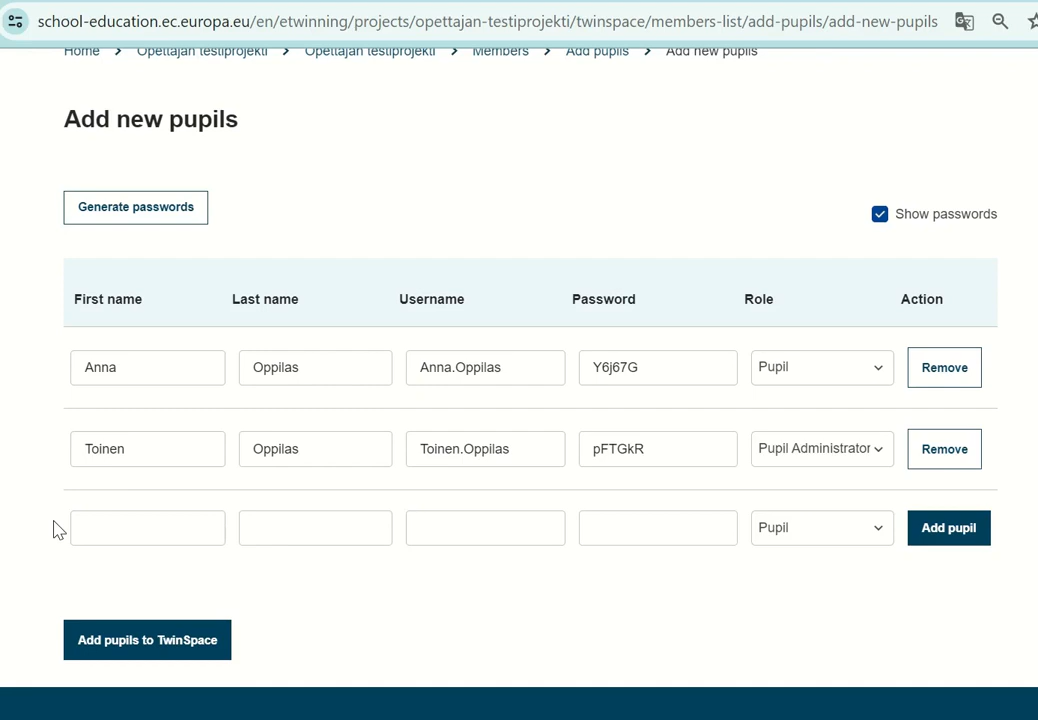 school-education.ec.europa.eu/en/etwinning/projects/opettajan-testiprojekti/twinspace/members-list/add-pupils/add-new-pupils
Home > Opettajan testiprojekti > Opettajan testiprojekti > Members > Add pupils > Add new pupils
Add new pupils
Generate passwords
Show passwords
First name Last name Username Password Role Action
Anna Oppilas Anna.Oppilas Y6j67G Pupil Remove
Toinen Oppilas Toinen.Oppilas pFTGkR Pupil Administrator Remove
Pupil Add pupil
Add pupils to TwinSpace